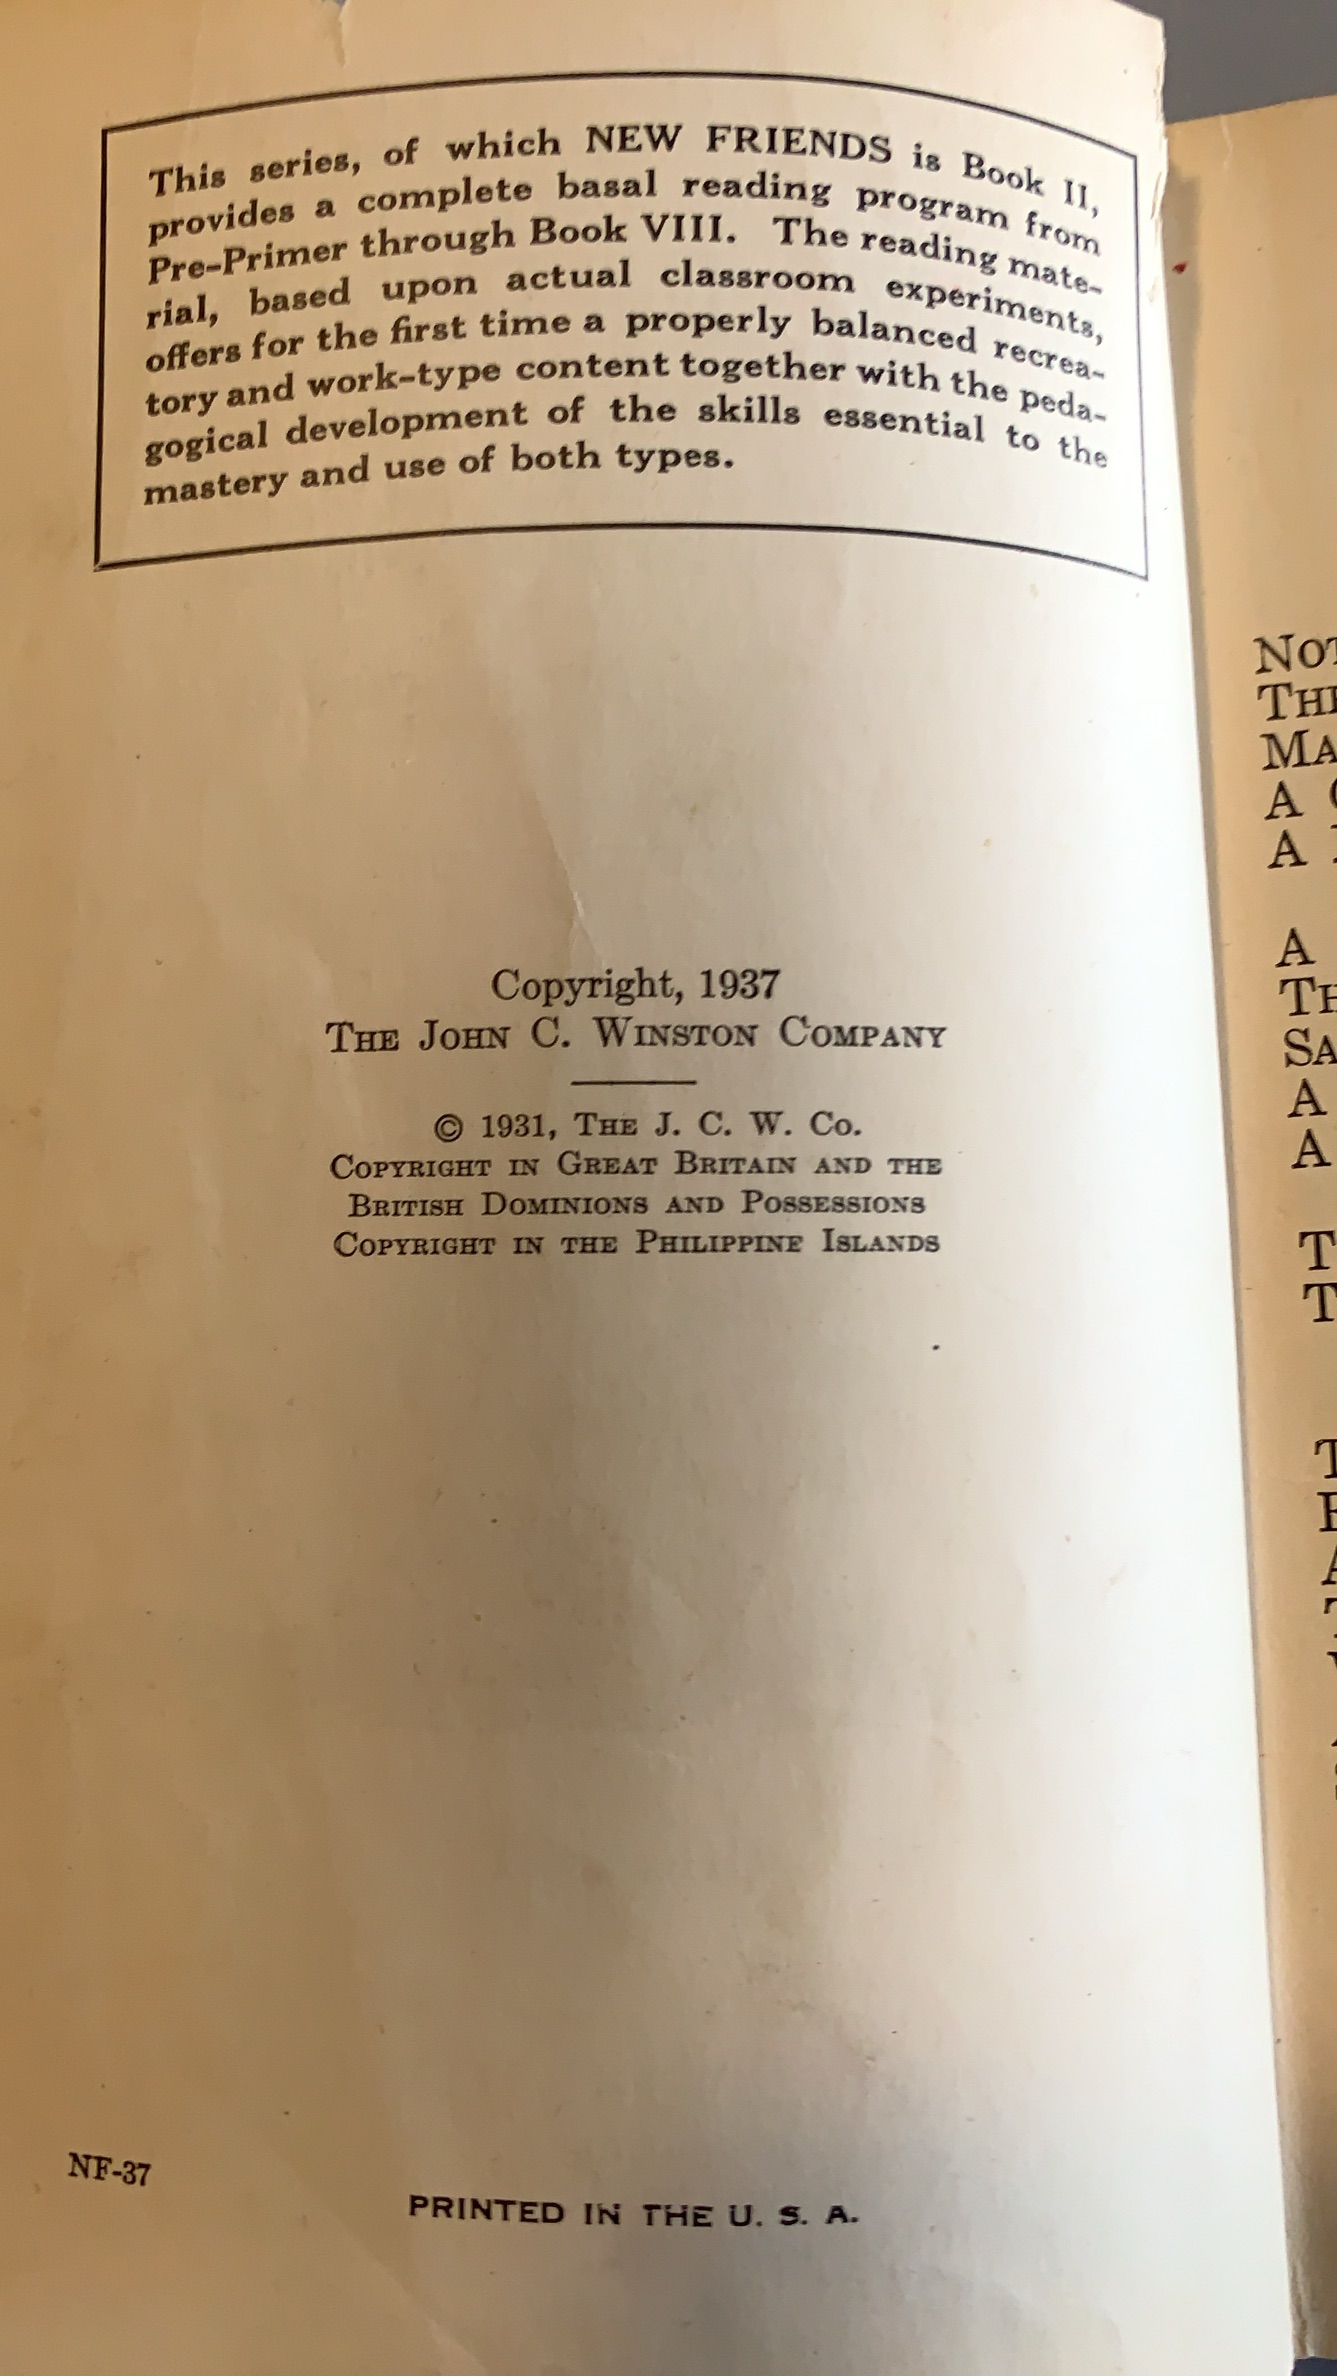 This series, of which NEW FRIENDS is Book II,
provides a complete basal reading program from
Pre-Primer through Book VIII. The reading mate-
rial, based upon actual classroom experiments,
offers for the first time a properly balanced recrea-
tory and work-type content together with the peda-
gogical development of the skills essential to the
mastery and use of both types.
Copyright, 1937
THE JOHN C. WINSTON COMPANY
© 1931, THE J. C. W. CO.
COPYRIGHT IN GREAT BRITAIN AND THE
BRITISH DOMINIONS AND POSSESSIONS
COPYRIGHT IN THE PHILIPPINE ISLANDS
NF-37
PRINTED IN THE U. S. A.
A
A
A
A
A